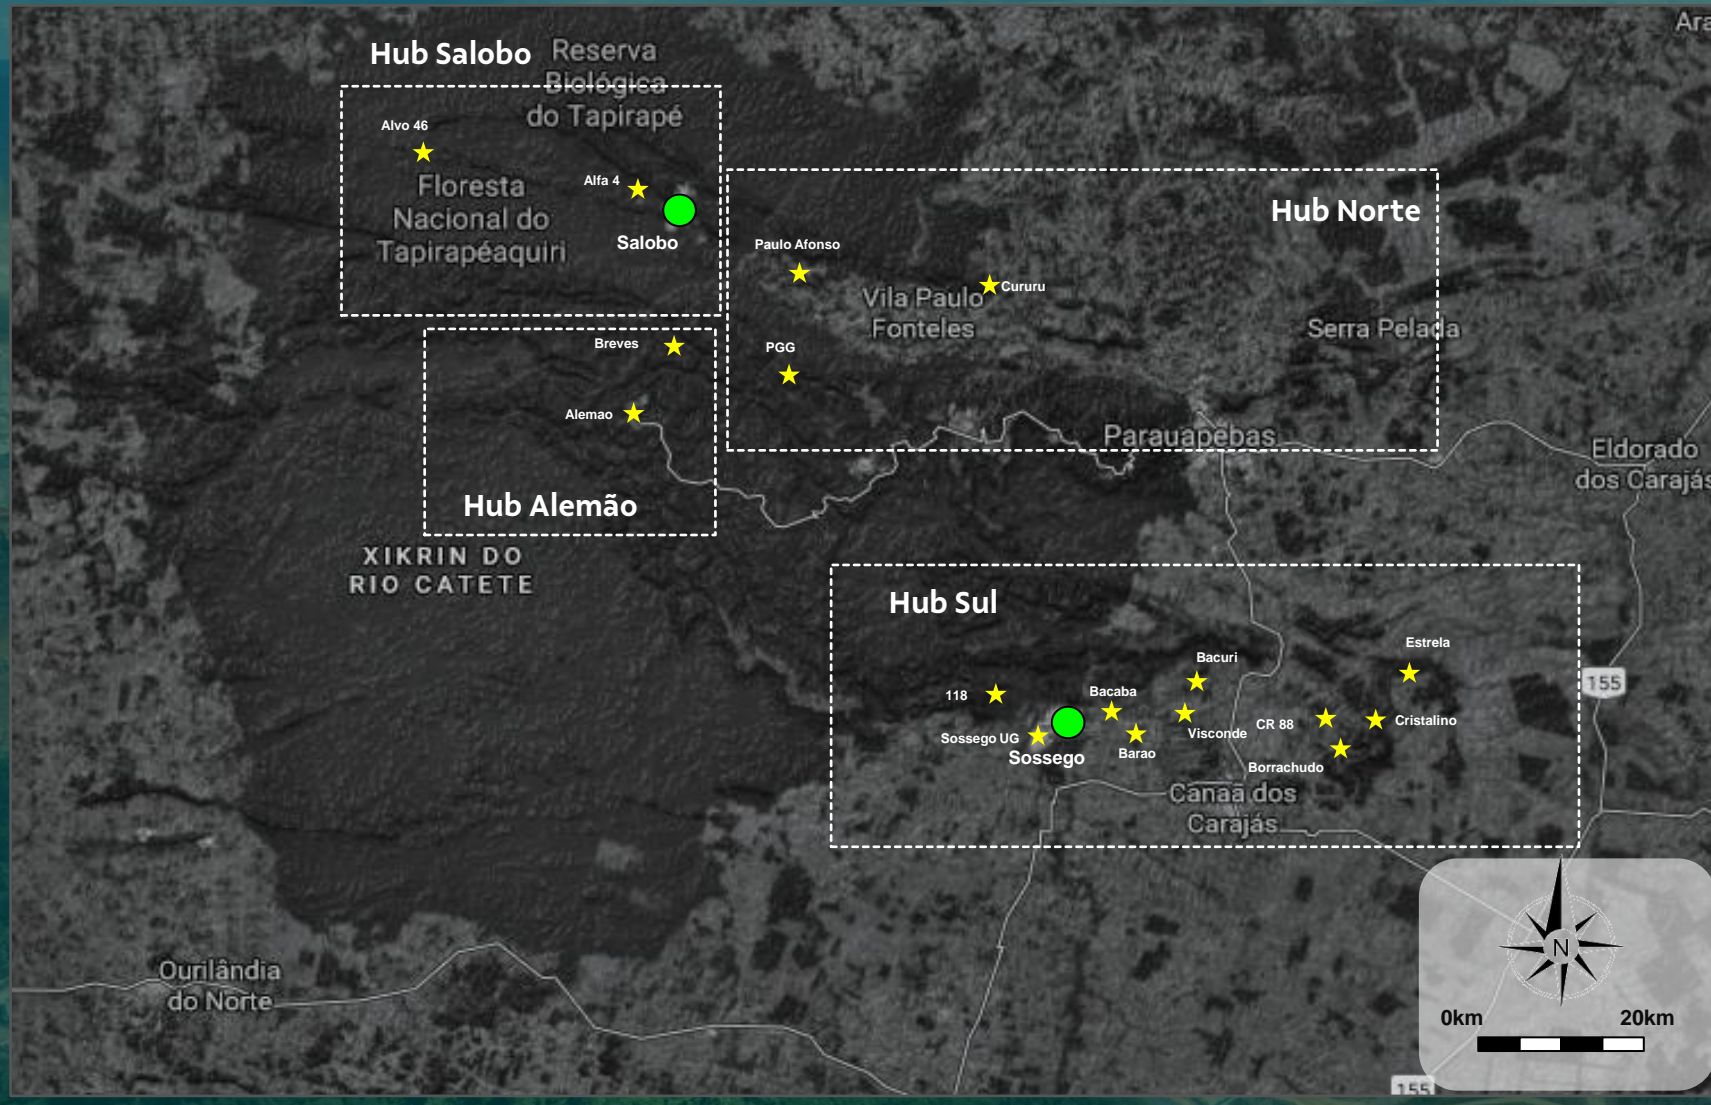 Hub Salobo
Reserva
Biológica
do Tapirapé
Alvo 46
Alfa 4
Floresta
Nacional do
Tapirapéaquiri
Salobo
Hub Norte
Paulo Afonso
Cururu
Vila Paulo
Fonteles
Serra Pelada
PGG
Breves
Alemao
Hub Alemão
Parauapebas
Eldorado
dos Carajás
XIKRIN DO
RIO CATETE
Hub Sul
Estrela
Bacuri
155
118
Bacaba
CR 88
Cristalino
Sossego UG
Visconde
Sossego
Barao
Borrachudo
Canaã dos
Carajás
Ourilândia
do Norte
N
0km 20km
155